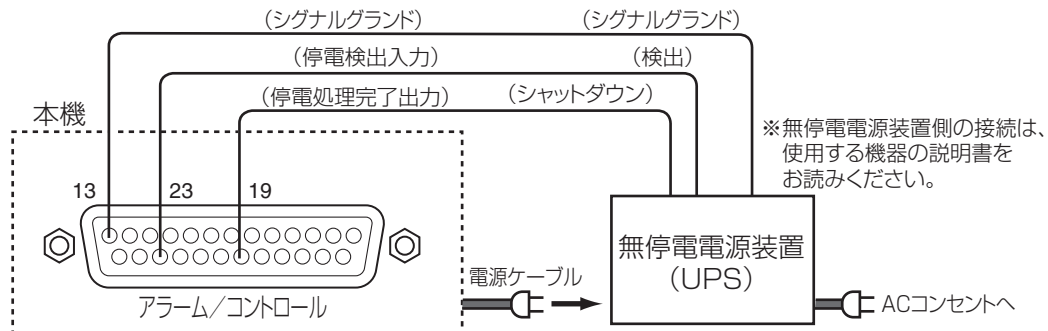 (シグナルグランド) (シグナルグランド)
(停電検出入力) (検出)
(停電処理完了出力) (シャットダウン)
本機
※無停電電源装置側の接続は、
使用する機器の説明書を
お読みください。
13 23 19
無停電電源装置
(UPS)
電源ケーブル
アラーム/コントロール
ACコンセントへ